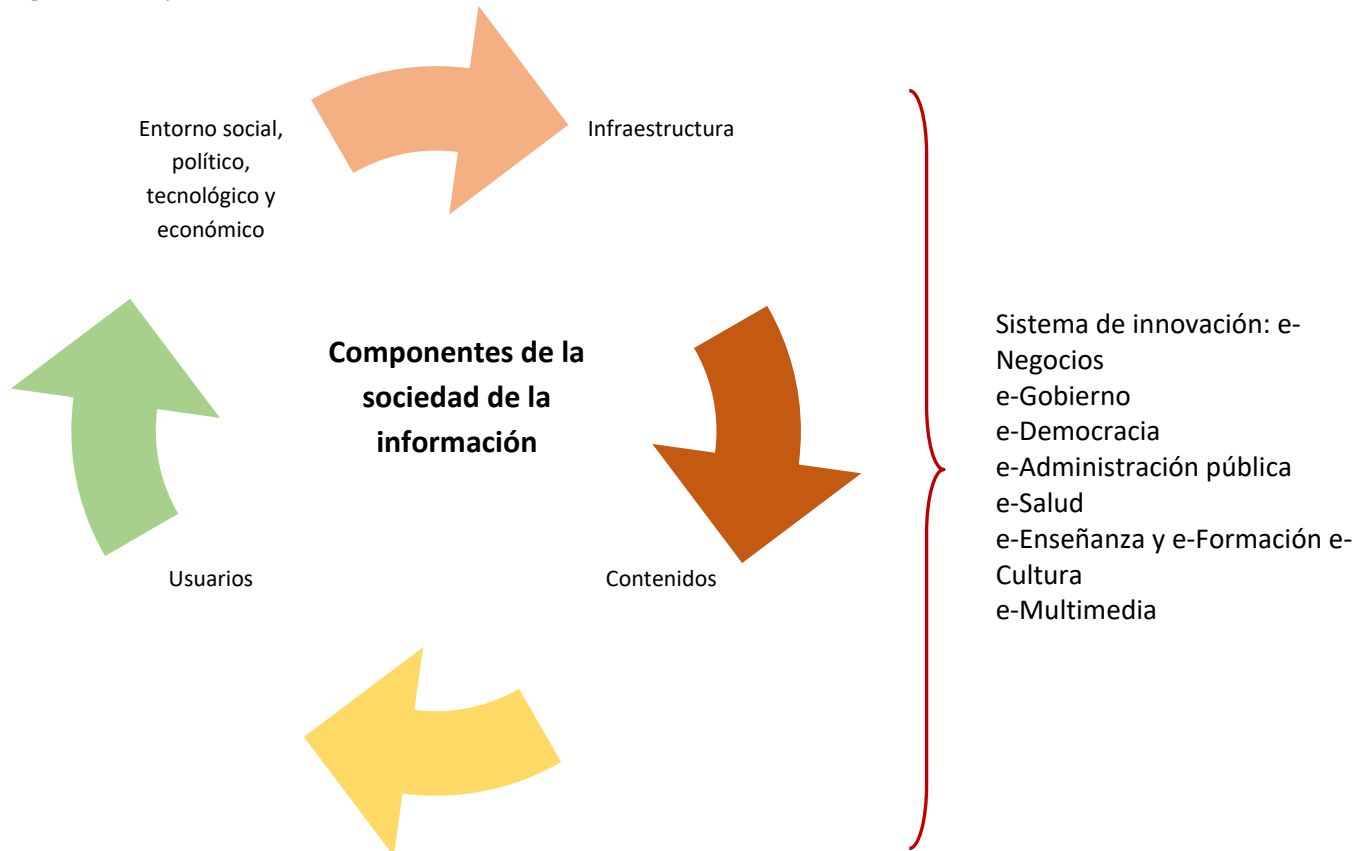 Entorno social,
político,
tecnológico y
económico
Infraestructura
Componentes de la
sociedad de la
información
Usuarios
Contenidos
Sistema de innovación: e-
Negocios
e-Gobierno
e-Democracia
e-Administración pública
e-Salud
e-Enseñanza y e-Formación e-
Cultura
e-Multimedia